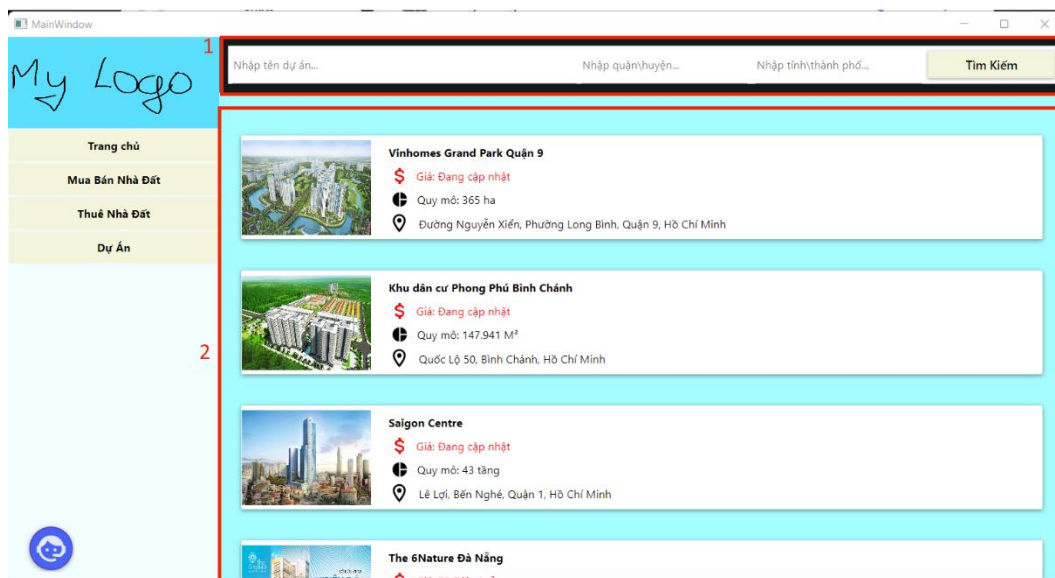 MainWindow
My Logo
1
Nhập tên dự án...
Nhập quận\huyện...
Nhập tỉnh\thành phố...
Tìm Kiếm
Trang chủ
Mua Bán Nhà Đất
Thuê Nhà Đất
Dự Án
2
Vinhomes Grand Park Quận 9
Giá: Đang cập nhật
Quy mô: 365 ha
Đường Nguyễn Xiển, Phường Long Bình, Quận 9, Hồ Chí Minh
Khu dân cư Phong Phú Bình Chánh
Giá: Đang cập nhật
Quy mô: 147.941 M²
Quốc Lộ 50, Bình Chánh, Hồ Chí Minh
Saigon Centre
Giá: Đang cập nhật
Quy mô: 43 tầng
Lê Lợi, Bến Nghé, Quận 1, Hồ Chí Minh
The 6Nature Đà Nẵng